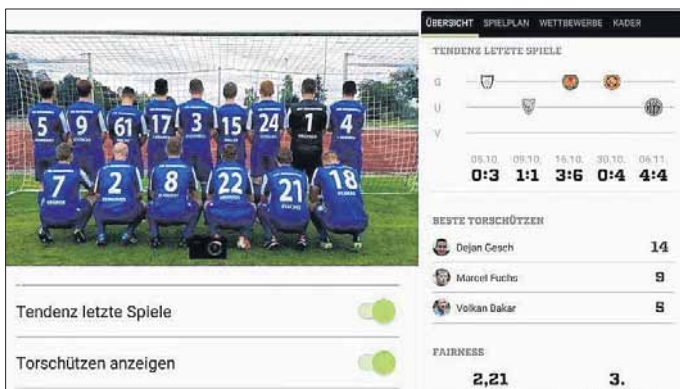 5 9 61 17 3 15 24 1 4
7 2 8 22 21 18
Tendenz letzte Spiele
Torschützen anzeigen
ÜBERSICHT SPIELPLAN WETTBEWERBE KADER
TENDENZ LETZTE SPIELE
G
U
V
05.10. 09.10. 16.10. 30.10. 06.11.
0:3 1:1 3:6 0:4 4:4
BESTE TORSCHÜTZEN
Dejan Gesch 14
Marcel Fuchs 9
Volkan Dakar 5
FAIRNESS
2,21 3.